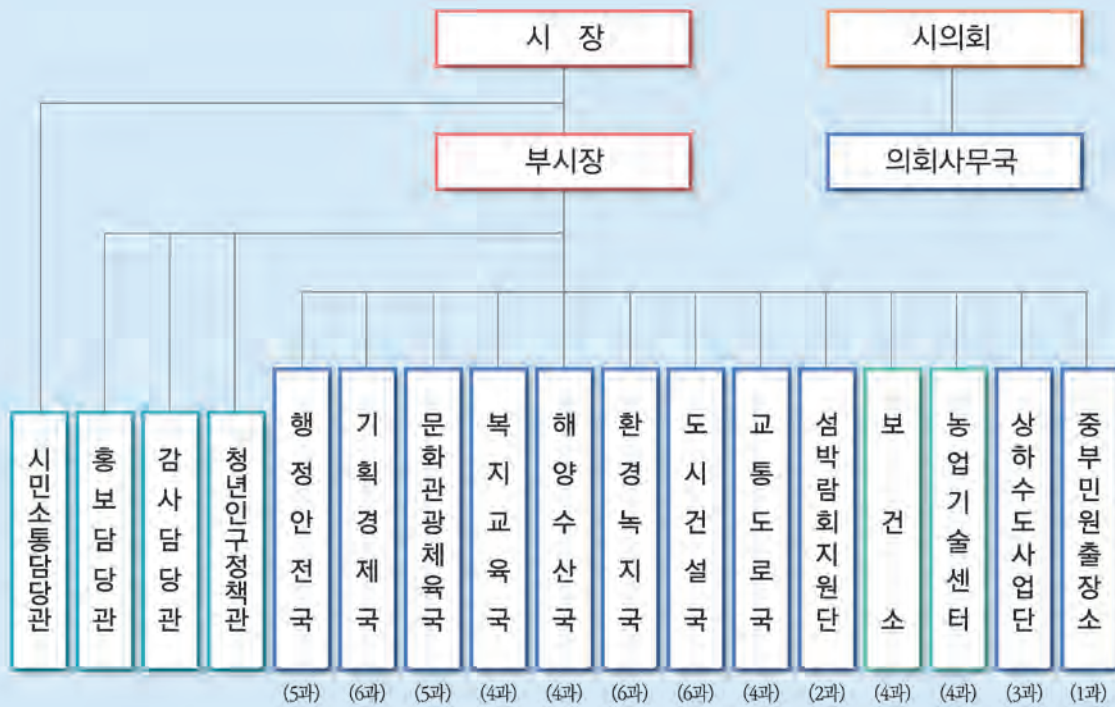 시 장
시의회
부시장
의회사무국
시민소통담당관
홍보담당관
감사담당관
청년인구정책관
행정안전국
기획경제국
문화관광체육국
복지교육국
해양수산국
환경녹지국
도시건설국
교통도로국
섬박람회지원단
보건소
농업기술센터
상하수도사업단
중부민원출장소
(5과) (6과) (5과) (4과) (4과) (6과) (6과) (4과) (2과) (4과) (4과) (3과) (1과)